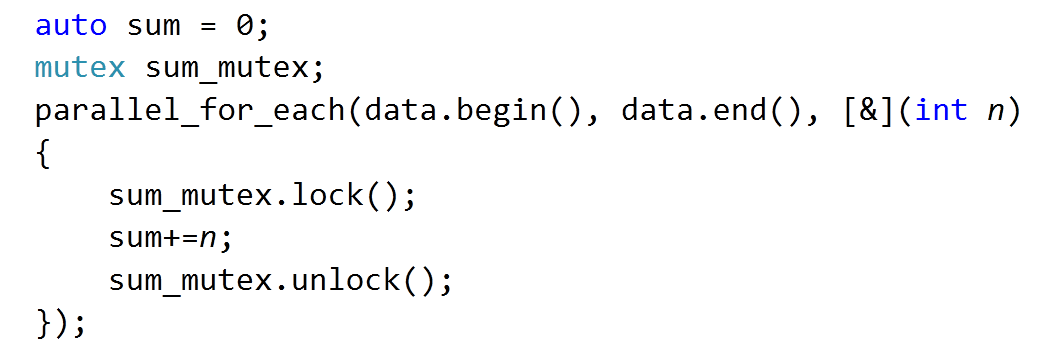 auto sum = 0;
mutex sum_mutex;
parallel_for_each(data.begin(), data.end(), [&](int n)
{
    sum_mutex.lock();
    sum+=n;
    sum_mutex.unlock();
});